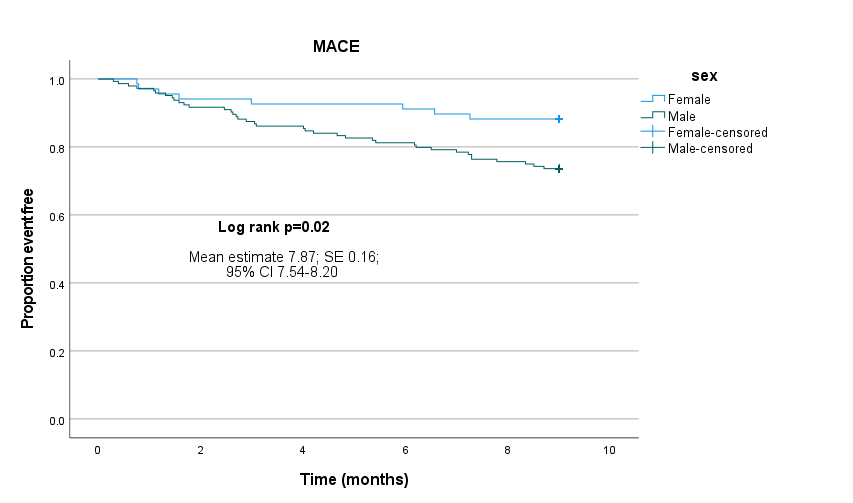 MACE
sex
Female
Male
Female-censored
Male-censored
1.0
0.8
0.6
0.4
0.2
0.0
Proportion event free
Log rank p=0.02
Mean estimate 7.87; SE 0.16;
95% CI 7.54-8.20
0 2 4 6 8 10
Time (months)